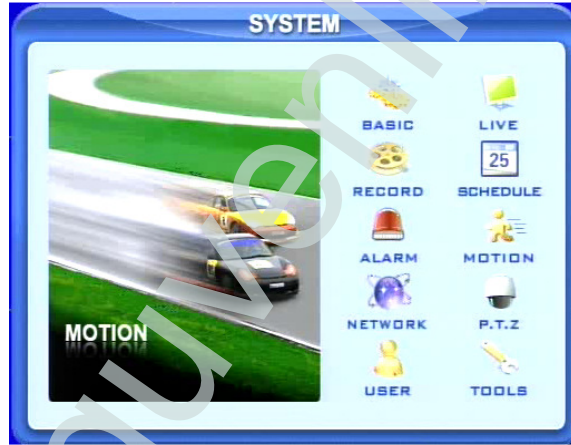 SYSTEM
BASIC LIVE
25
RECORD SCHEDULE
ALARM MOTION
NETWORK P.T.Z
MOTION
USER TOOLS